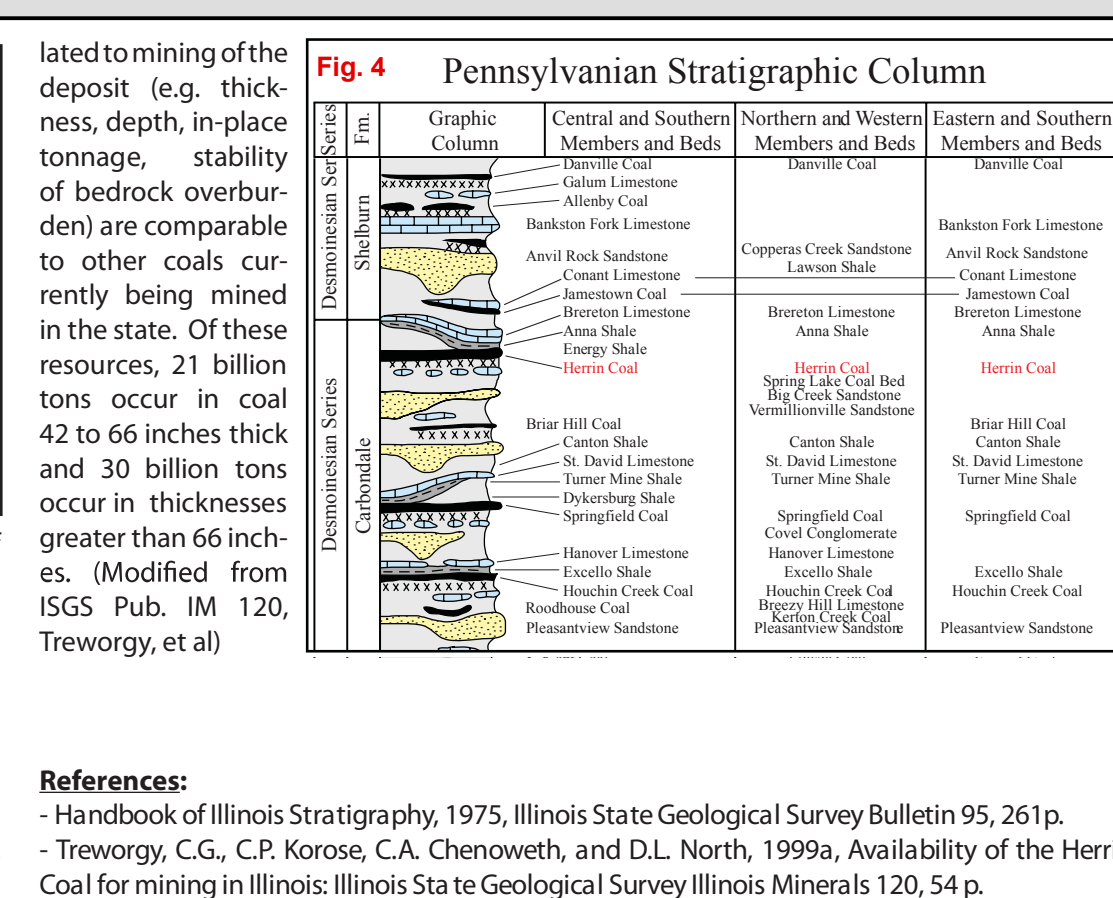 lated to mining of the
deposit (e.g. thick-
ness, depth, in-place
tonnage, stability
of bedrock overbur-
den) are comparable
to other coals cur-
rently being mined
in the state. Of these
resources, 21 billion
tons occur in coal
42 to 66 inches thick
and 30 billion tons
occur in thicknesses
greater than 66 inch-
es. (Modified from
ISGS Pub. IM 120,
Treworgy, et al)
Fig. 4
Pennsylvanian Stratigraphic Column
Series
Fm.
Graphic
Column
Central and Southern
Members and Beds
Northern and Western
Members and Beds
Eastern and Southern
Members and Beds
Desmoinesian Ser
Shelburn
Desmoinesian Series
Carbondale
Danville Coal
Galum Limestone
Allenby Coal
Bankston Fork Limestone
Anvil Rock Sandstone
Conant Limestone
Jamestown Coal
Brereton Limestone
Anna Shale
Energy Shale
Herrin Coal
Briar Hill Coal
Canton Shale
St. David Limestone
Turner Mine Shale
Dykersburg Shale
Springfield Coal
Hanover Limestone
Excello Shale
Houchin Creek Coal
Roodhouse Coal
Pleasantview Sandstone
Danville Coal
Copperas Creek Sandstone
Lawson Shale
Brereton Limestone
Anna Shale
Herrin Coal
Spring Lake Coal Bed
Big Creek Sandstone
Vermillionville Sandstone
Canton Shale
St. David Limestone
Turner Mine Shale
Springfield Coal
Covel Conglomerate
Hanover Limestone
Excello Shale
Houchin Creek Coal
Breezy Hill Limestone
Kerton Creek Coal
Pleasantview Sandstone
Danville Coal
Bankston Fork Limestone
Anvil Rock Sandstone
Conant Limestone
Jamestown Coal
Brereton Limestone
Anna Shale
Herrin Coal
Briar Hill Coal
Canton Shale
St. David Limestone
Turner Mine Shale
Springfield Coal
Excello Shale
Houchin Creek Coal
Pleasantview Sandstone
References:
- Handbook of Illinois Stratigraphy, 1975, Illinois State Geological Survey Bulletin 95, 261p.
- Treworgy, C.G., C.P. Korose, C.A. Chenoweth, and D.L. North, 1999a, Availability of the Herri
Coal for mining in Illinois: Illinois State Geological Survey Illinois Minerals 120, 54 p.